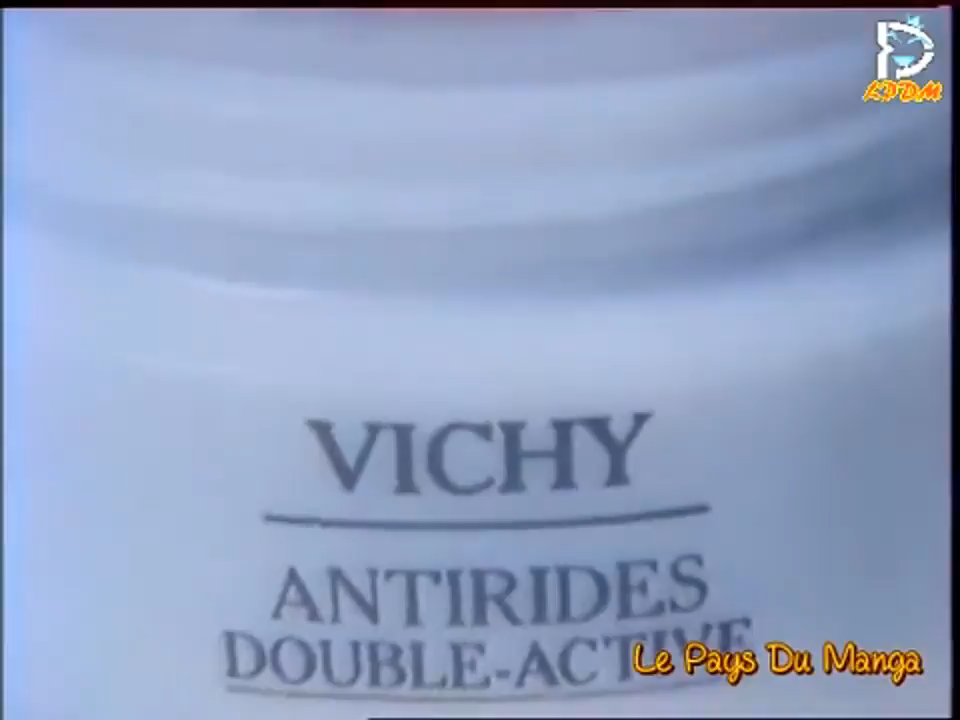 LPDM
VICHY
ANTIRIDES
DOUBLE-ACTIVE
Le Pays Du Manga